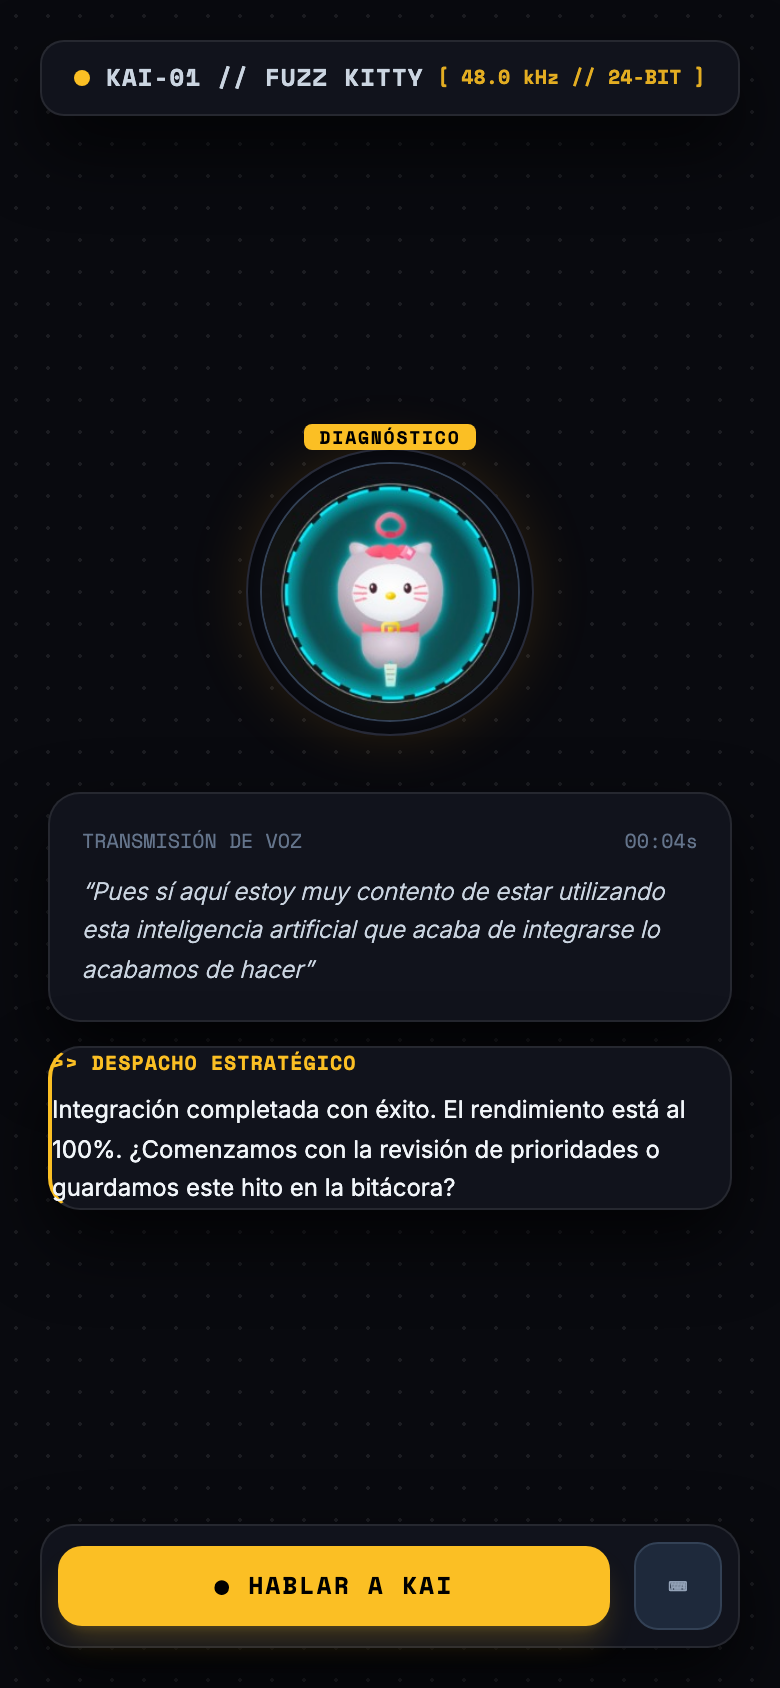 KAI-01 // FUZZ KITTY [ 48.0 kHz // 24-BIT ]
DIAGNÓSTICO
TRANSMISIÓN DE VOZ 00:04s
“Pues sí aquí estoy muy contento de estar utilizando
esta inteligencia artificial que acaba de integrarse lo
acabamos de hacer”
>> DESPACHO ESTRATÉGICO
Integración completada con éxito. El rendimiento está al
100%. ¿Comenzamos con la revisión de prioridades o
guardamos este hito en la bitácora?
● HABLAR A KAI